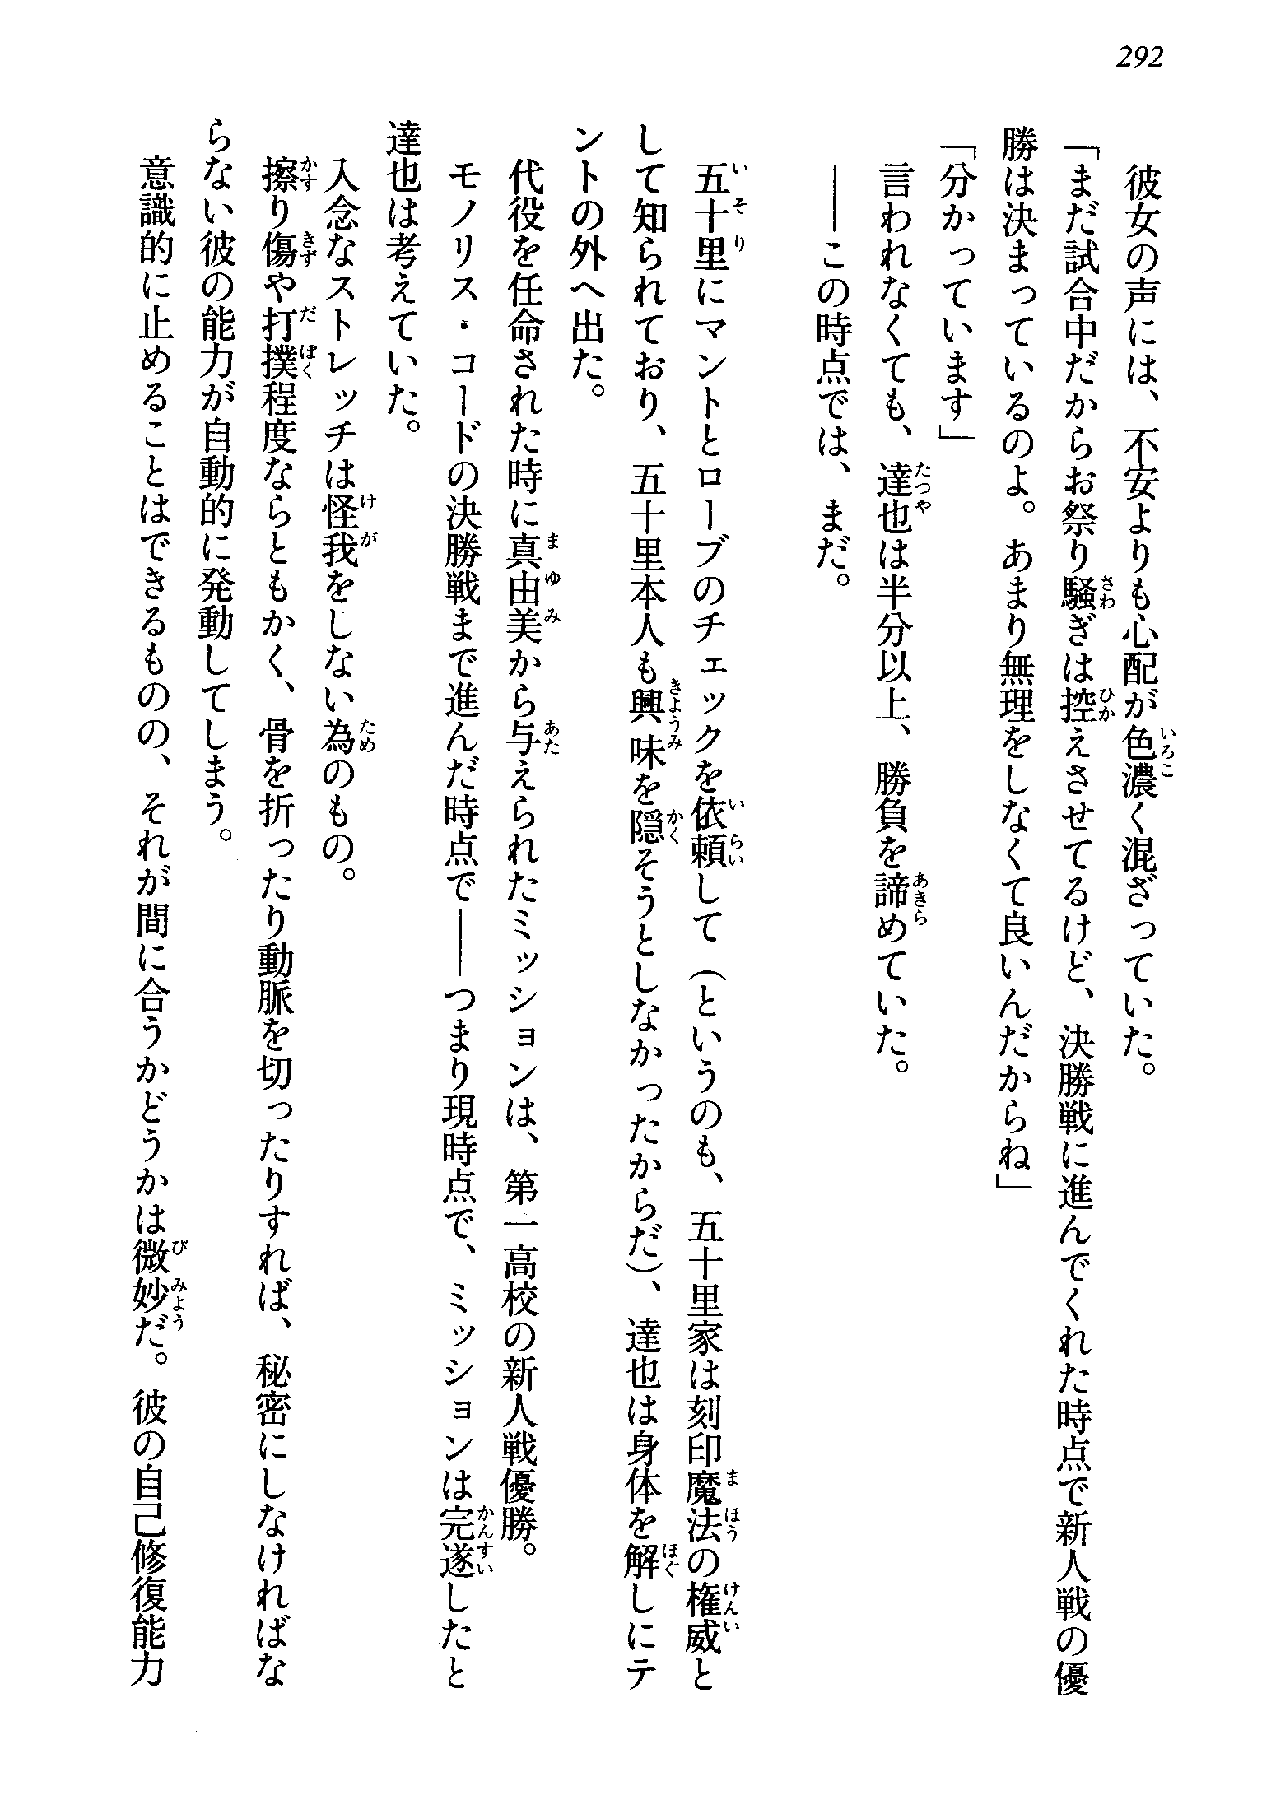 292
彼女の声には、不安よりも心配が色濃く混ざっていた。
「まだ試合中だからお祭り騒ぎは控えさせてるけど、決勝戦に進んでくれた時点で新人戦の優
勝は決まっているのよ。あまり無理をしなくて良いんだからね」
「分かっています」
言われなくても、達也は半分以上、勝負を諦めていた。
――この時点では、まだ。
五十里にマントとローブのチェックを依頼して（というのも、五十里家は刻印魔法の権威と
して知られており、五十里本人も興味を隠そうとしなかったからだ）、達也は身体を解しにテ
ントの外へ出た。
代役を任命された時に真由美から与えられたミッションは、第一高校の新人戦優勝。
モノリス・コードの決勝戦まで進んだ時点で――つまり現時点で、ミッションは完遂したと
達也は考えていた。
入念なストレッチは怪我をしない為のもの。
擦り傷や打撲程度ならともかく、骨を折ったり動脈を切ったりすれば、秘密にしなければな
らない彼の能力が自動的に発動してしまう。
意識的に止めることはできるものの、それが間に合うかどうかは微妙だ。彼の自己修復能力